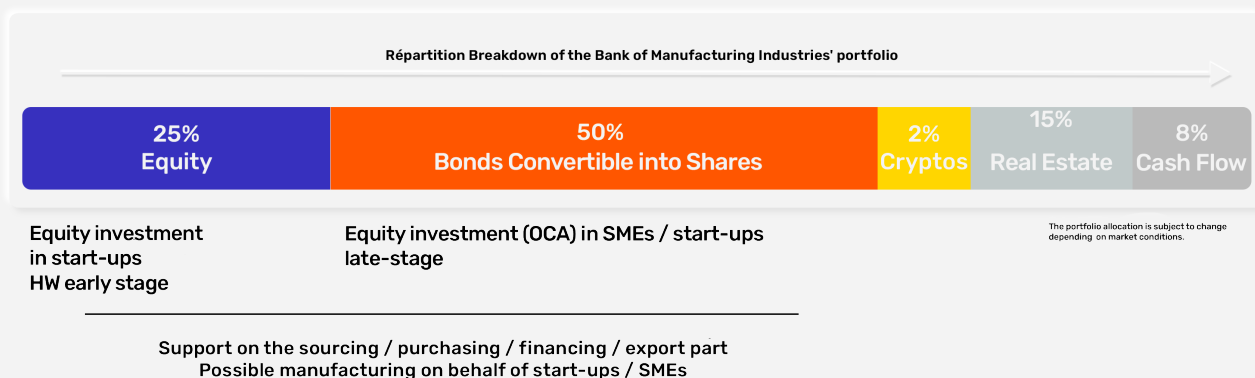 Répartition Breakdown of the Bank of Manufacturing Industries' portfolio
25%
Equity
50%
Bonds Convertible into Shares
2%
Cryptos
15%
Real Estate
8%
Cash Flow
Equity investment
in start-ups
HW early stage
Equity investment (OCA) in SMEs / start-ups
late-stage
The portfolio allocation is subject to change
depending on market conditions.
Support on the sourcing / purchasing / financing / export part
Possible manufacturing on behalf of start-ups / SMEs